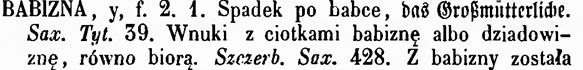 BABIZNA, y, f. 2. 1. Spadek po babce, das Großmütterliche.
Sax. Tyt. 39. Wnuki z ciotkami babiznę albo dziadowi-
znę, równo biorą. Szczerb. Sax. 428. Z babizny została